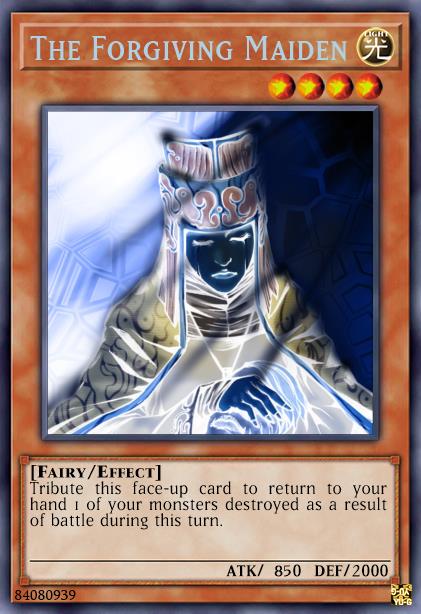 The Forgiving Maiden
LIGHT
光
[Fairy/Effect]
Tribute this face-up card to return to your
hand 1 of your monsters destroyed as a result
of battle during this turn.
ATK/ 850 DEF/2000
84080939